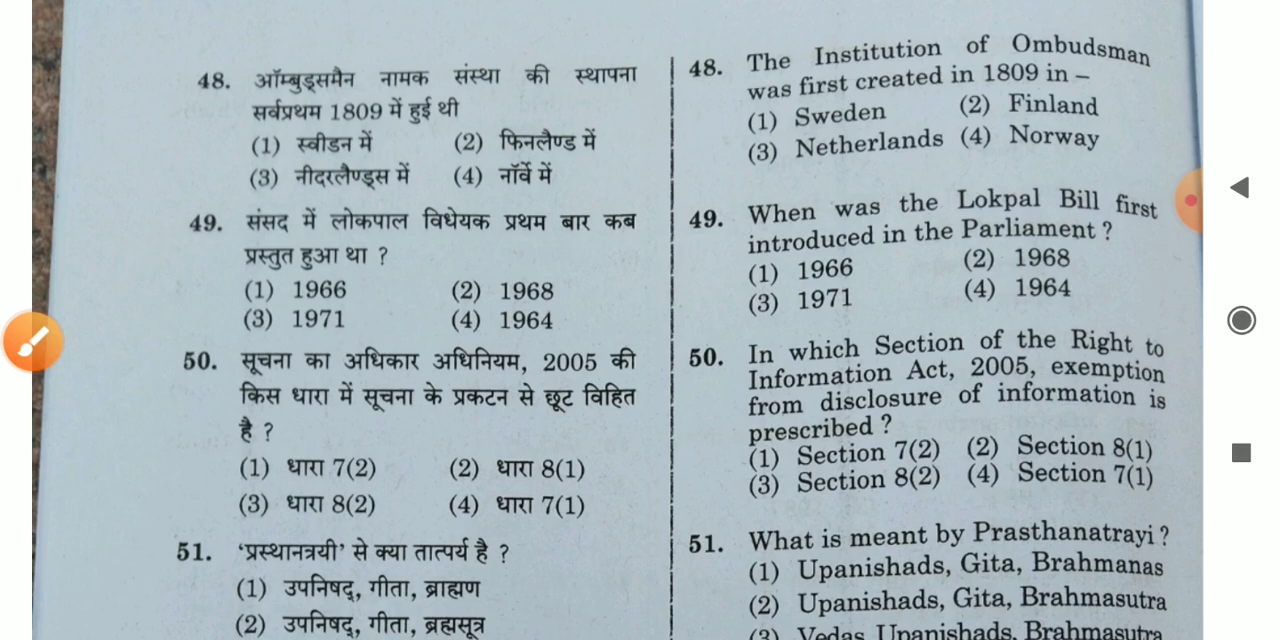 48. ऑम्बुड्समैन नामक संस्था की स्थापना
सर्वप्रथम 1809 में हुई थी
(1) स्वीडन में (2) फिनलैण्ड में
(3) नीदरलैण्ड्स में (4) नॉर्वे में
49. संसद में लोकपाल विधेयक प्रथम बार कब
प्रस्तुत हुआ था ?
(1) 1966 (2) 1968
(3) 1971 (4) 1964
50. सूचना का अधिकार अधिनियम, 2005 की
किस धारा में सूचना के प्रकटन से छूट विहित
है ?
(1) धारा 7(2) (2) धारा 8(1)
(3) धारा 8(2) (4) धारा 7(1)
51. 'प्रस्थानत्रयी' से क्या तात्पर्य है ?
(1) उपनिषद्, गीता, ब्राह्मण
(2) उपनिषद्, गीता, ब्रह्मसूत्र
48. The Institution of Ombudsman
was first created in 1809 in –
(1) Sweden (2) Finland
(3) Netherlands (4) Norway
49. When was the Lokpal Bill first
introduced in the Parliament ?
(1) 1966 (2) 1968
(3) 1971 (4) 1964
50. In which Section of the Right to
Information Act, 2005, exemption
from disclosure of information is
prescribed ?
(1) Section 7(2) (2) Section 8(1)
(3) Section 8(2) (4) Section 7(1)
51. What is meant by Prasthanatrayi ?
(1) Upanishads, Gita, Brahmanas
(2) Upanishads, Gita, Brahmasutra
(3) Vedas, Upanishads, Brahmasutra